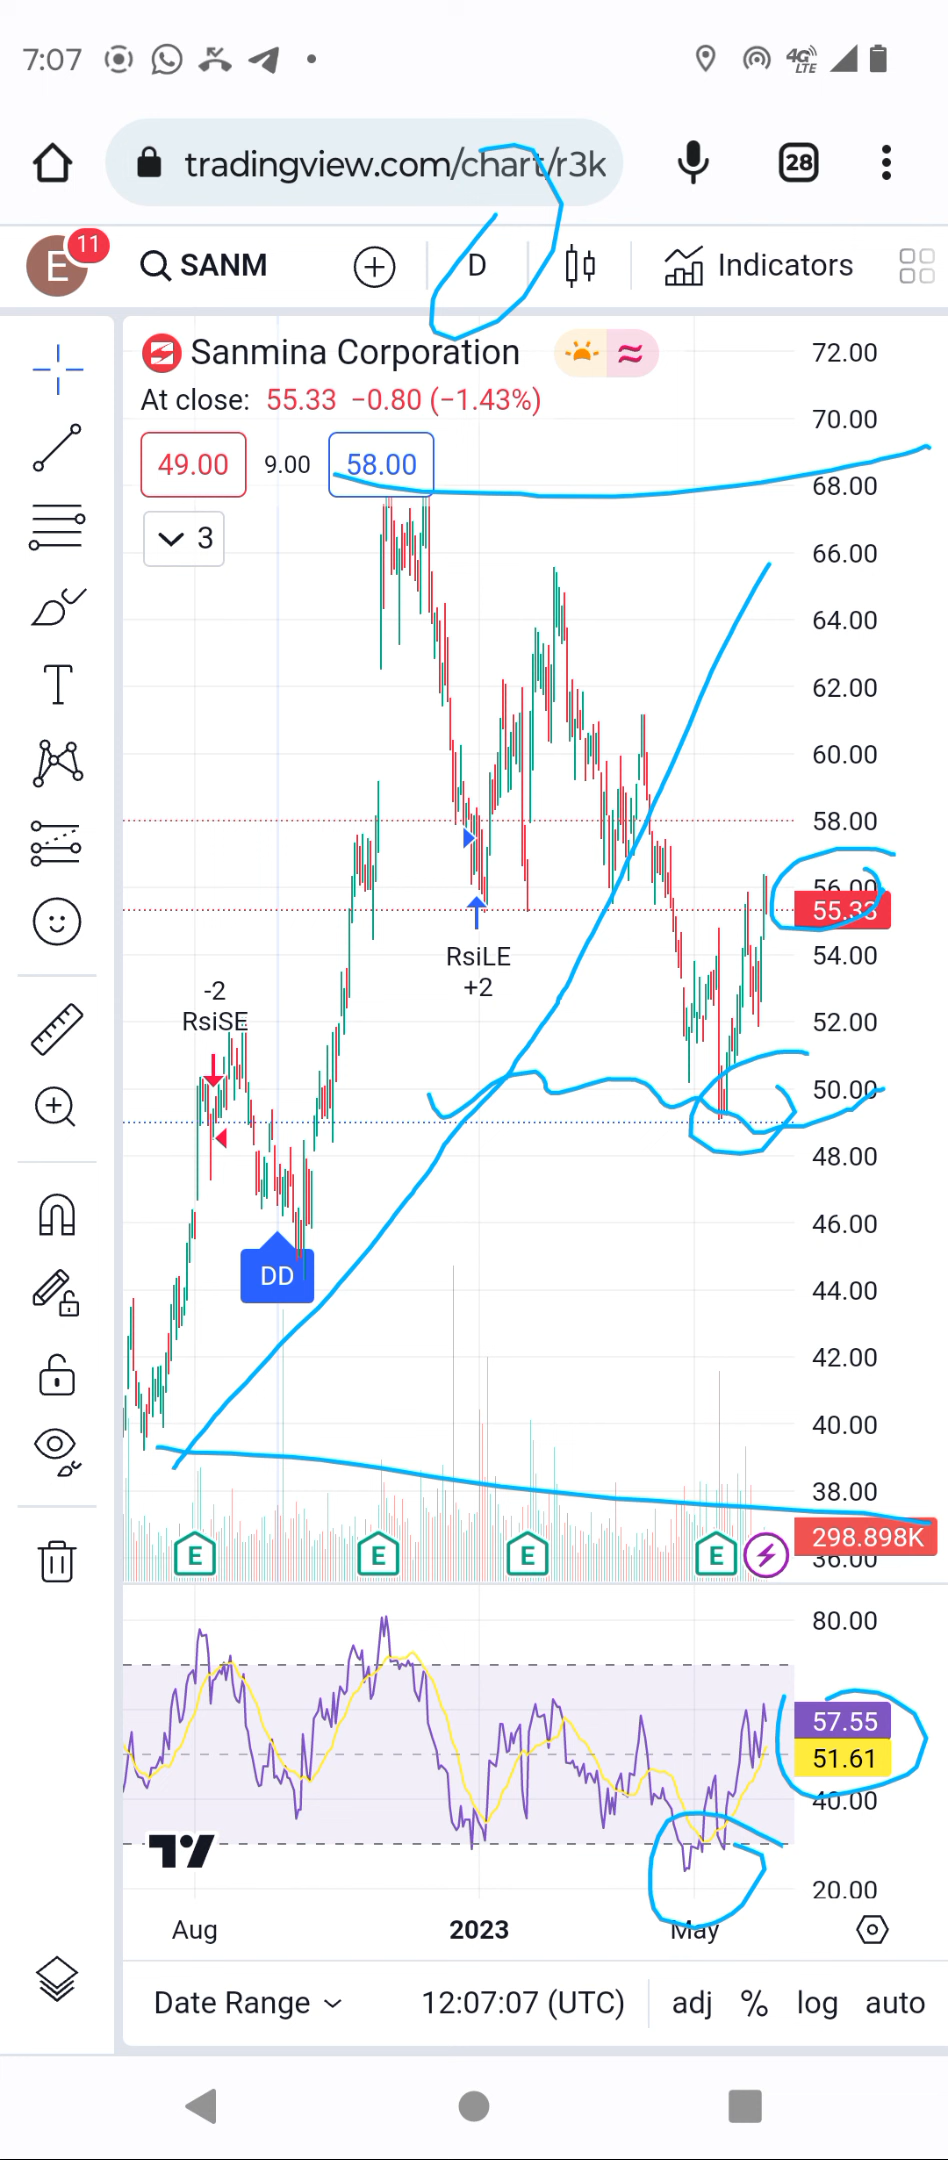 7:07
4G LTE
tradingview.com/chart/r3k
28
E
11
SANM
D
Indicators
Sanmina Corporation
At close: 55.33 −0.80 (−1.43%)
49.00
9.00
58.00
3
72.00
70.00
68.00
66.00
64.00
62.00
60.00
58.00
56.00
55.33
54.00
52.00
50.00
48.00
46.00
44.00
42.00
40.00
38.00
298.898K
36.00
-2
RsiSE
RsiLE
+2
DD
E
E
E
E
80.00
57.55
51.61
40.00
20.00
Aug
2023
May
Date Range
12:07:07 (UTC)
adj
%
log
auto